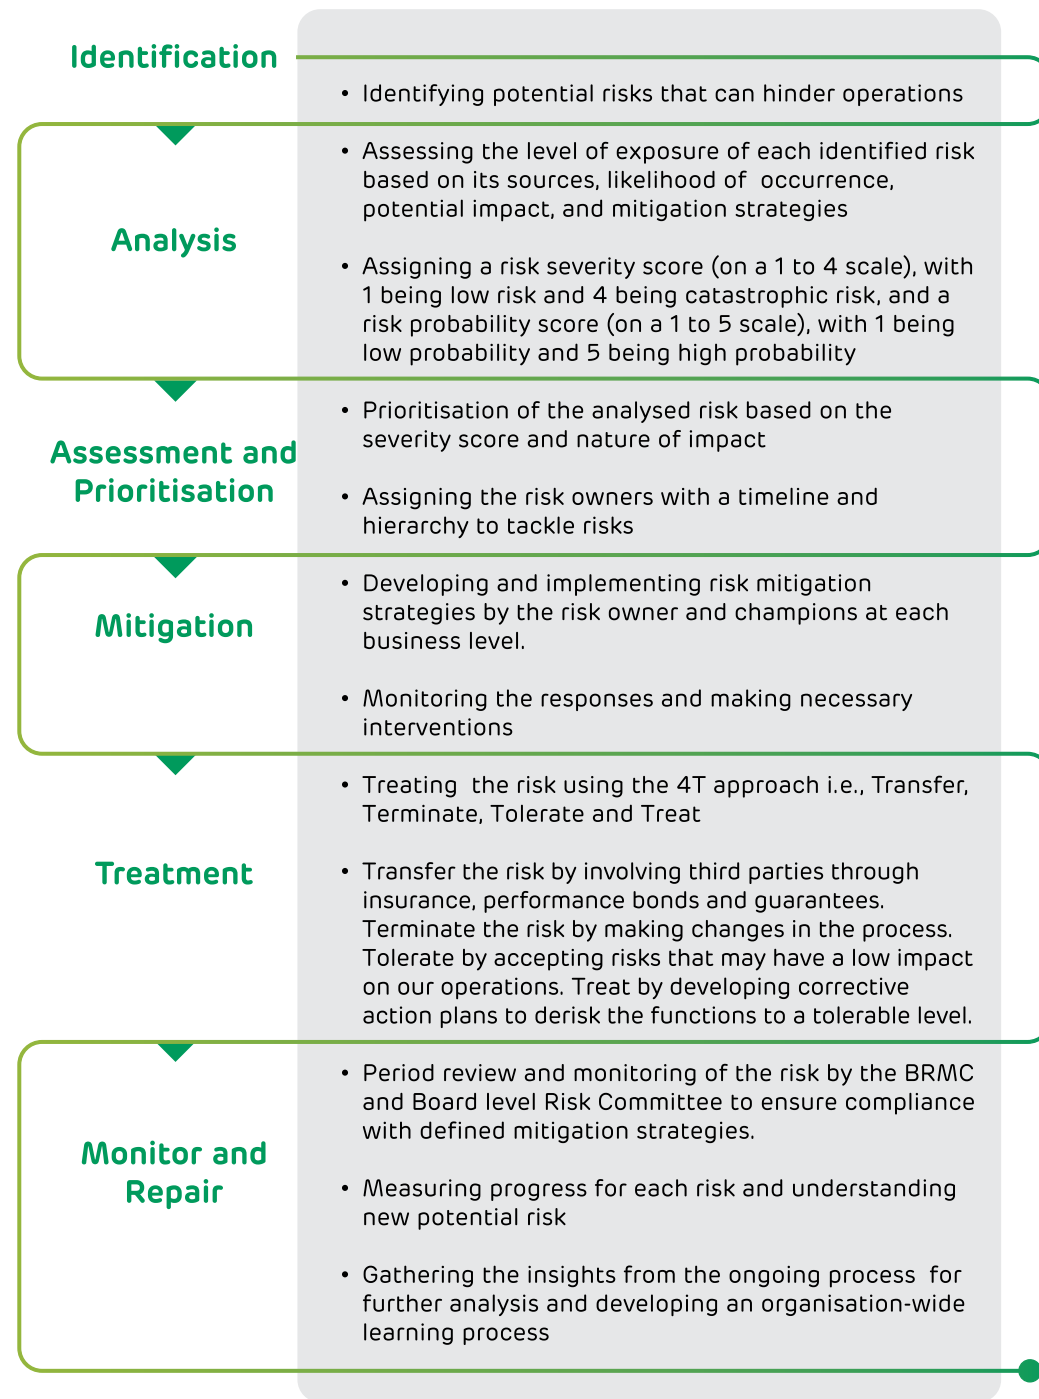 Identification
• Identifying potential risks that can hinder operations
Analysis
• Assessing the level of exposure of each identified risk
based on its sources, likelihood of  occurrence,
potential impact, and mitigation strategies
• Assigning a risk severity score (on a 1 to 4 scale), with
1 being low risk and 4 being catastrophic risk, and a
risk probability score (on a 1 to 5 scale), with 1 being
low probability and 5 being high probability
Assessment and
Prioritisation
• Prioritisation of the analysed risk based on the
severity score and nature of impact
• Assigning the risk owners with a timeline and
hierarchy to tackle risks
Mitigation
• Developing and implementing risk mitigation
strategies by the risk owner and champions at each
business level.
• Monitoring the responses and making necessary
interventions
Treatment
• Treating  the risk using the 4T approach i.e., Transfer,
Terminate, Tolerate and Treat
• Transfer the risk by involving third parties through
insurance, performance bonds and guarantees.
Terminate the risk by making changes in the process.
Tolerate by accepting risks that may have a low impact
on our operations. Treat by developing corrective
action plans to derisk the functions to a tolerable level.
Monitor and
Repair
• Period review and monitoring of the risk by the BRMC
and Board level Risk Committee to ensure compliance
with defined mitigation strategies.
• Measuring progress for each risk and understanding
new potential risk
• Gathering the insights from the ongoing process  for
further analysis and developing an organisation-wide
learning process